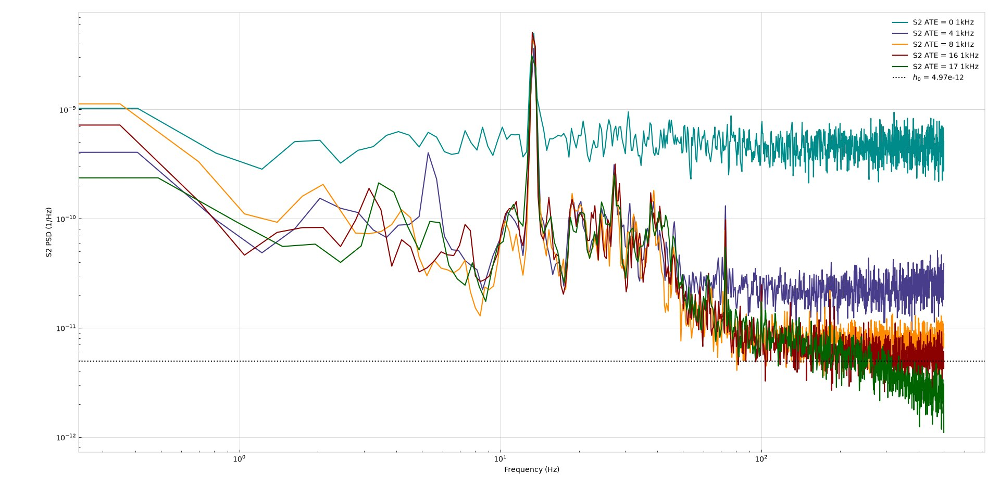 S2 ATE = 0 1kHz
S2 ATE = 4 1kHz
S2 ATE = 8 1kHz
S2 ATE = 16 1kHz
S2 ATE = 17 1kHz
h₀ = 4.97e-12
S2 PSD (1/Hz)
10⁻⁹
10⁻¹⁰
10⁻¹¹
10⁻¹²
10⁰ 10¹ 10²
Frequency (Hz)